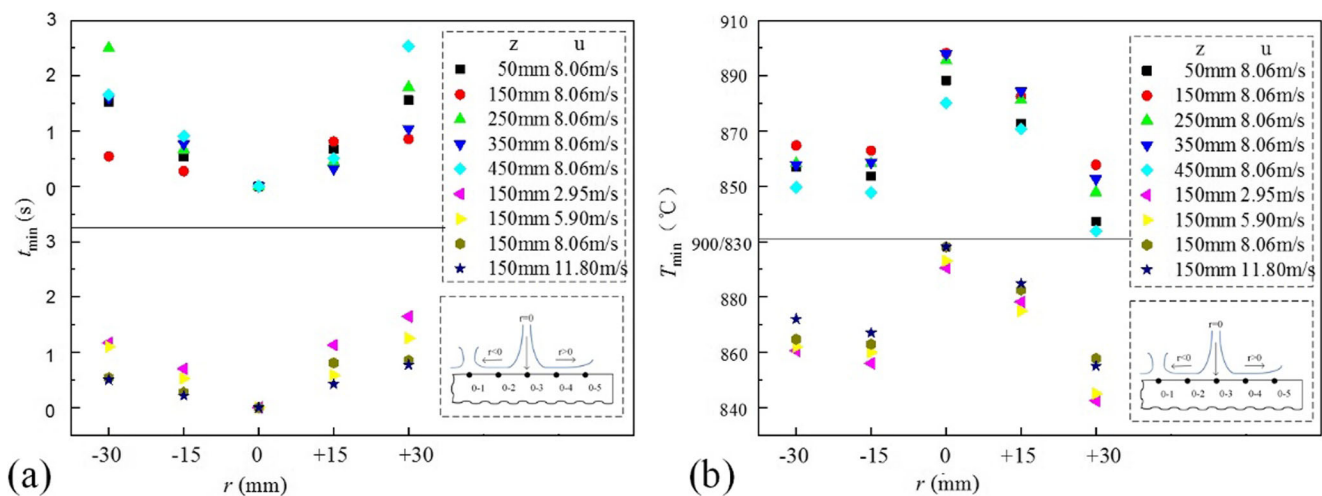 (a)
3
2
1
0
3
2
1
0
t_min (s)
-30 -15 0 +15 +30
r (mm)
z u
50mm 8.06m/s
150mm 8.06m/s
250mm 8.06m/s
350mm 8.06m/s
450mm 8.06m/s
150mm 2.95m/s
150mm 5.90m/s
150mm 8.06m/s
150mm 11.80m/s
r=0
r<0 r>0
0-1 0-2 0-3 0-4 0-5
(b)
910
890
870
850
900/830
880
860
840
T_min (℃)
-30 -15 0 +15 +30
r (mm)
z u
50mm 8.06m/s
150mm 8.06m/s
250mm 8.06m/s
350mm 8.06m/s
450mm 8.06m/s
150mm 2.95m/s
150mm 5.90m/s
150mm 8.06m/s
150mm 11.80m/s
r=0
r<0 r>0
0-1 0-2 0-3 0-4 0-5